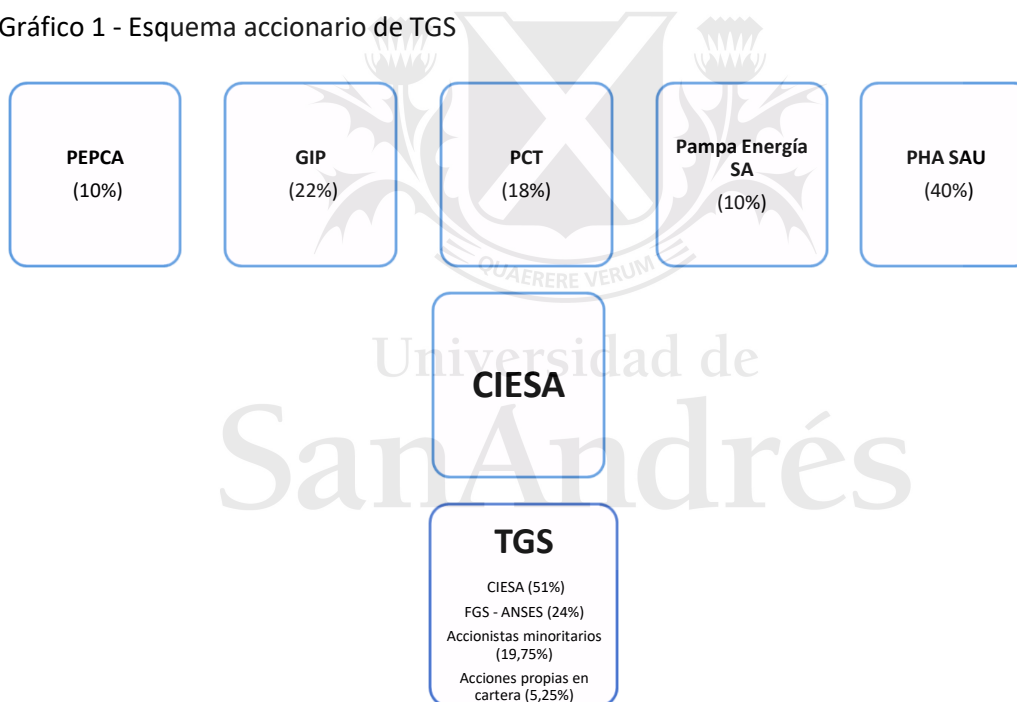 Gráfico 1 - Esquema accionario de TGS
PEPCA
(10%)
GIP
(22%)
PCT
(18%)
Pampa Energía
SA
(10%)
PHA SAU
(40%)
QUAERERE VERUM
Universidad de
SanAndrés
CIESA
TGS
CIESA (51%)
FGS - ANSES (24%)
Accionistas minoritarios
(19,75%)
Acciones propias en
cartera (5,25%)